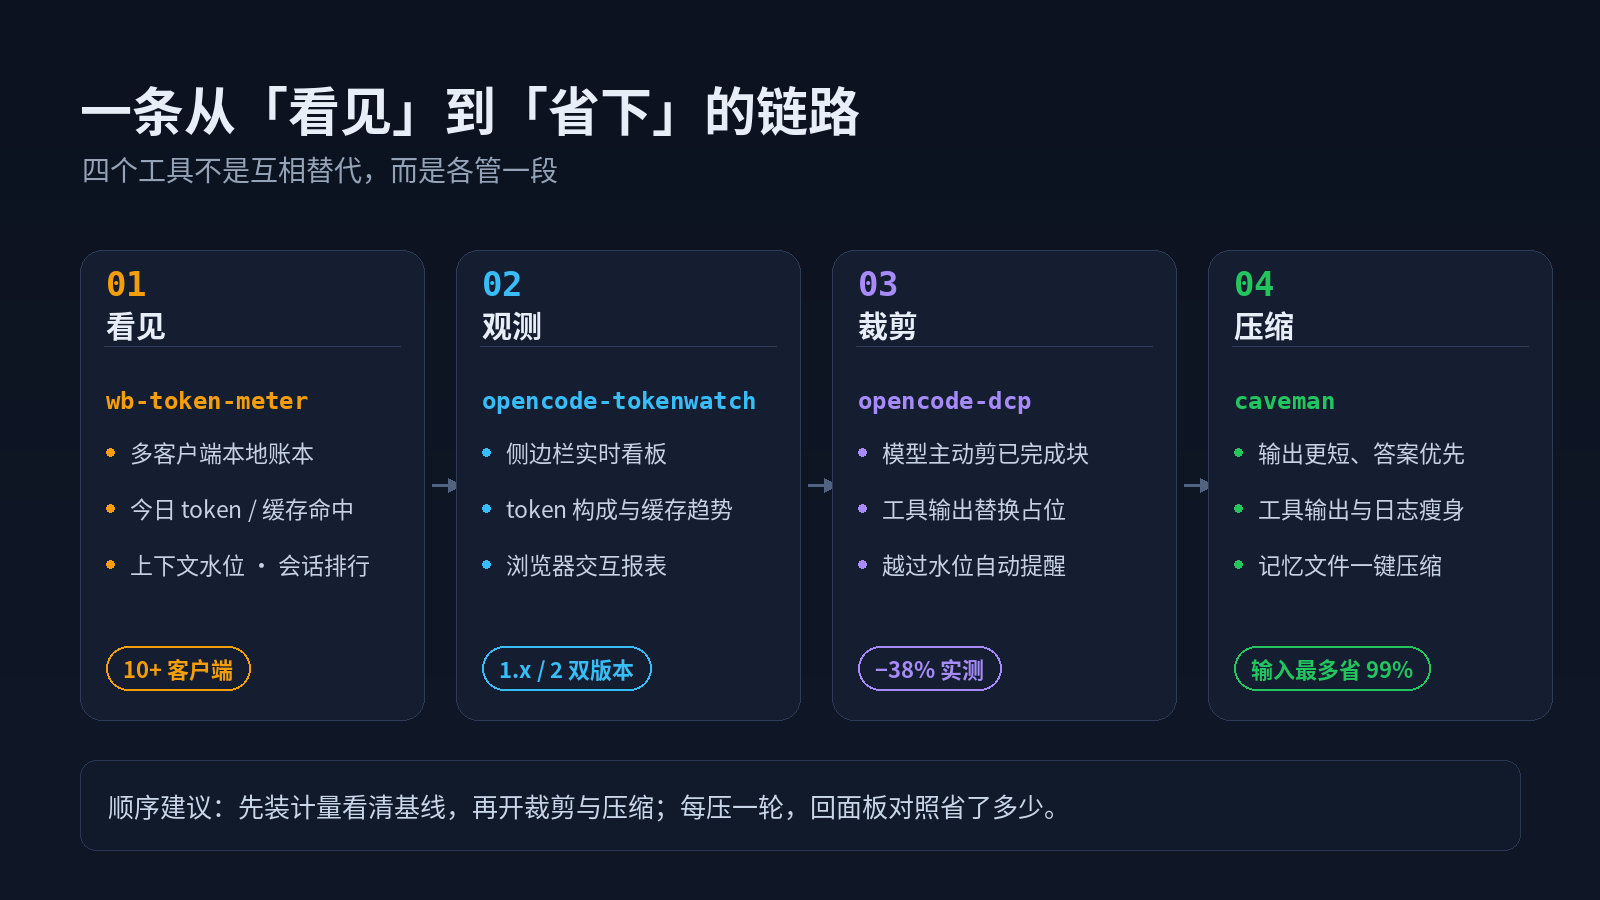 一条从「看见」到「省下」的链路
四个工具不是互相替代，而是各管一段
01
看见
wb-token-meter
多客户端本地账本
今日 token / 缓存命中
上下文水位 · 会话排行
10+ 客户端
02
观测
opencode-tokenwatch
侧边栏实时看板
token 构成与缓存趋势
浏览器交互报表
1.x / 2 双版本
03
裁剪
opencode-dcp
模型主动剪已完成块
工具输出替换占位
越过水位自动提醒
−38% 实测
04
压缩
caveman
输出更短、答案优先
工具输出与日志瘦身
记忆文件一键压缩
输入最多省 99%
顺序建议：先装计量看清基线，再开裁剪与压缩；每压一轮，回面板对照省了多少。